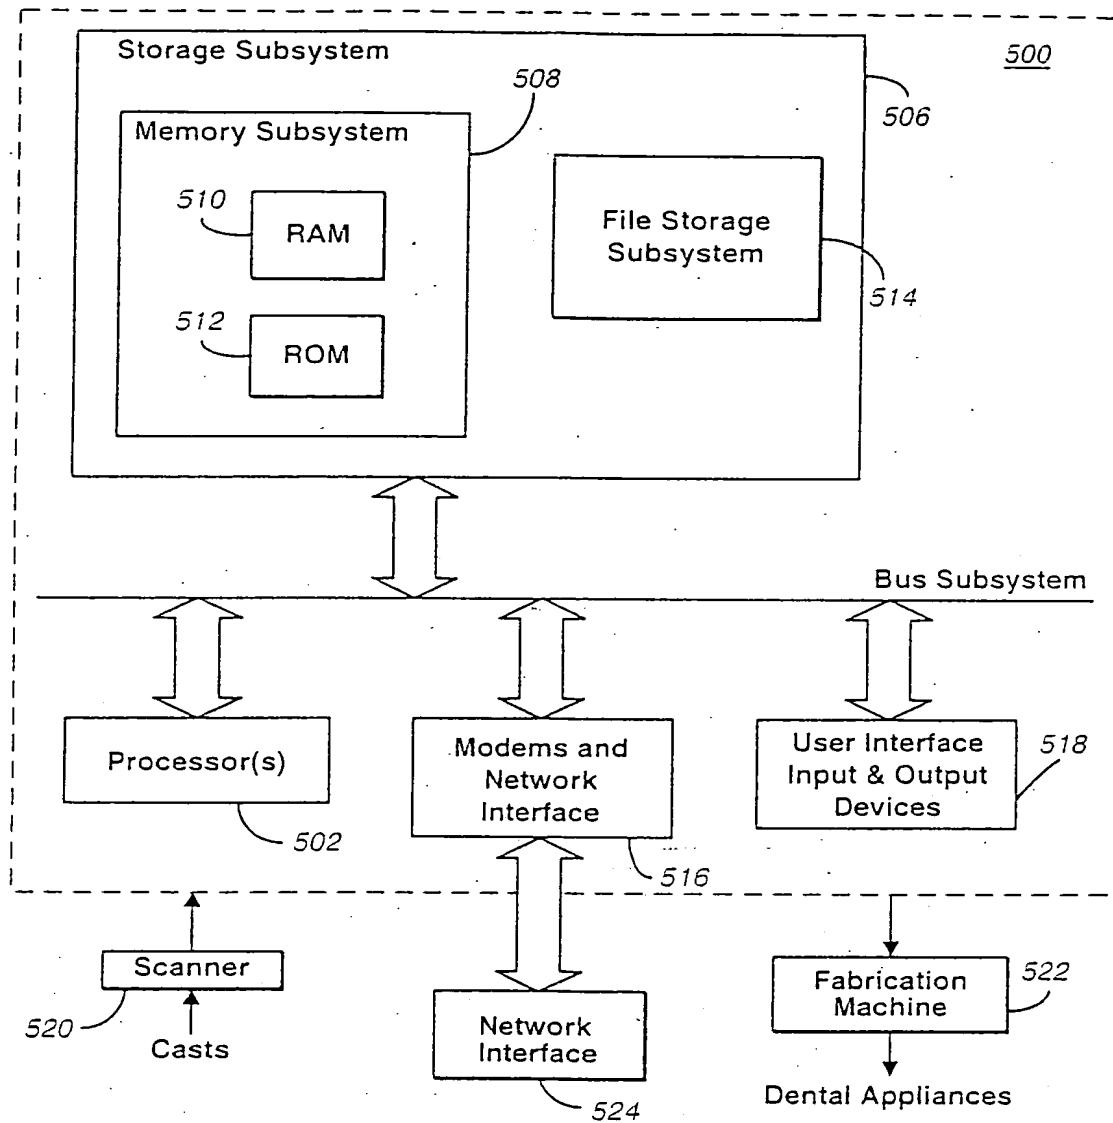 Storage Subsystem
500
508
506
Memory Subsystem
510
RAM
File Storage
Subsystem
514
512
ROM
Bus Subsystem
Processor(s)
502
Modems and
Network
Interface
516
User Interface
Input & Output
Devices
518
Scanner
520
Casts
Network
Interface
524
Fabrication
Machine
522
Dental Appliances